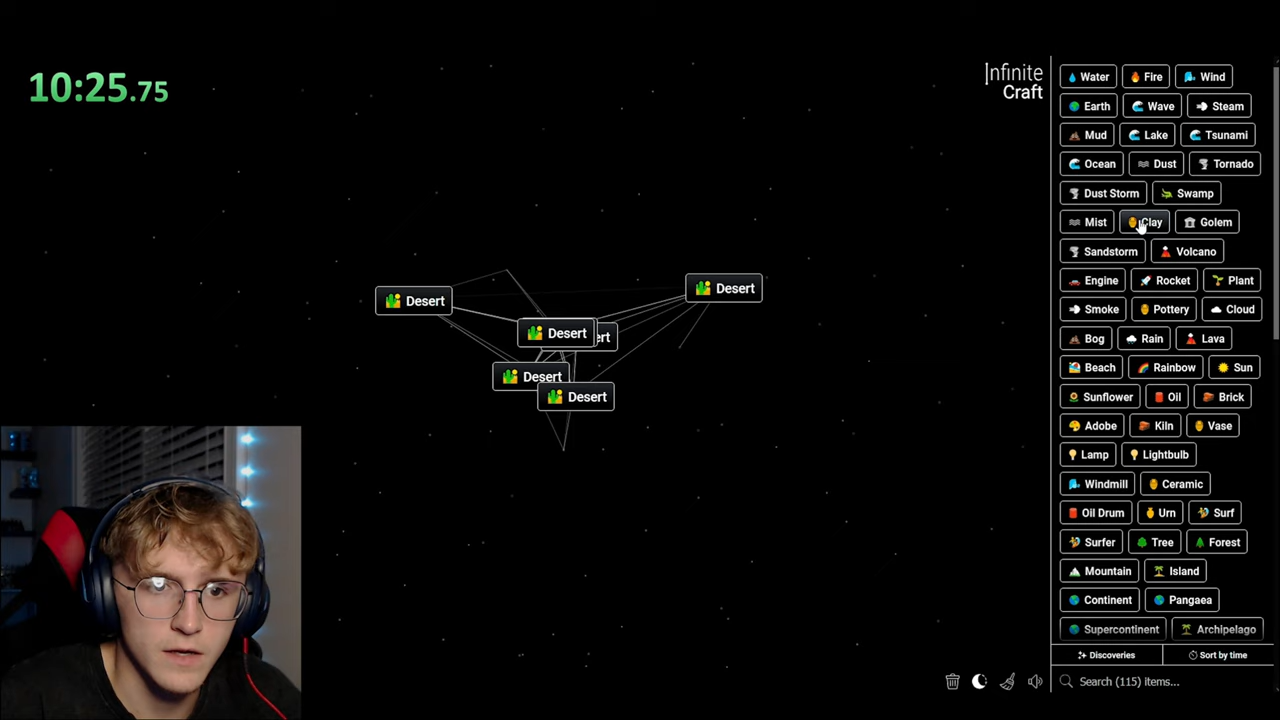 10:25.75
Infinite
Craft
Desert
Desert
Desert
ert
Desert
Desert
Water Fire Wind
Earth Wave Steam
Mud Lake Tsunami
Ocean Dust Tornado
Dust Storm Swamp
Mist Clay Golem
Sandstorm Volcano
Engine Rocket Plant
Smoke Pottery Cloud
Bog Rain Lava
Beach Rainbow Sun
Sunflower Oil Brick
Adobe Kiln Vase
Lamp Lightbulb
Windmill Ceramic
Oil Drum Urn Surf
Surfer Tree Forest
Mountain Island
Continent Pangaea
Supercontinent Archipelago
Discoveries Sort by time
Search (115) items...